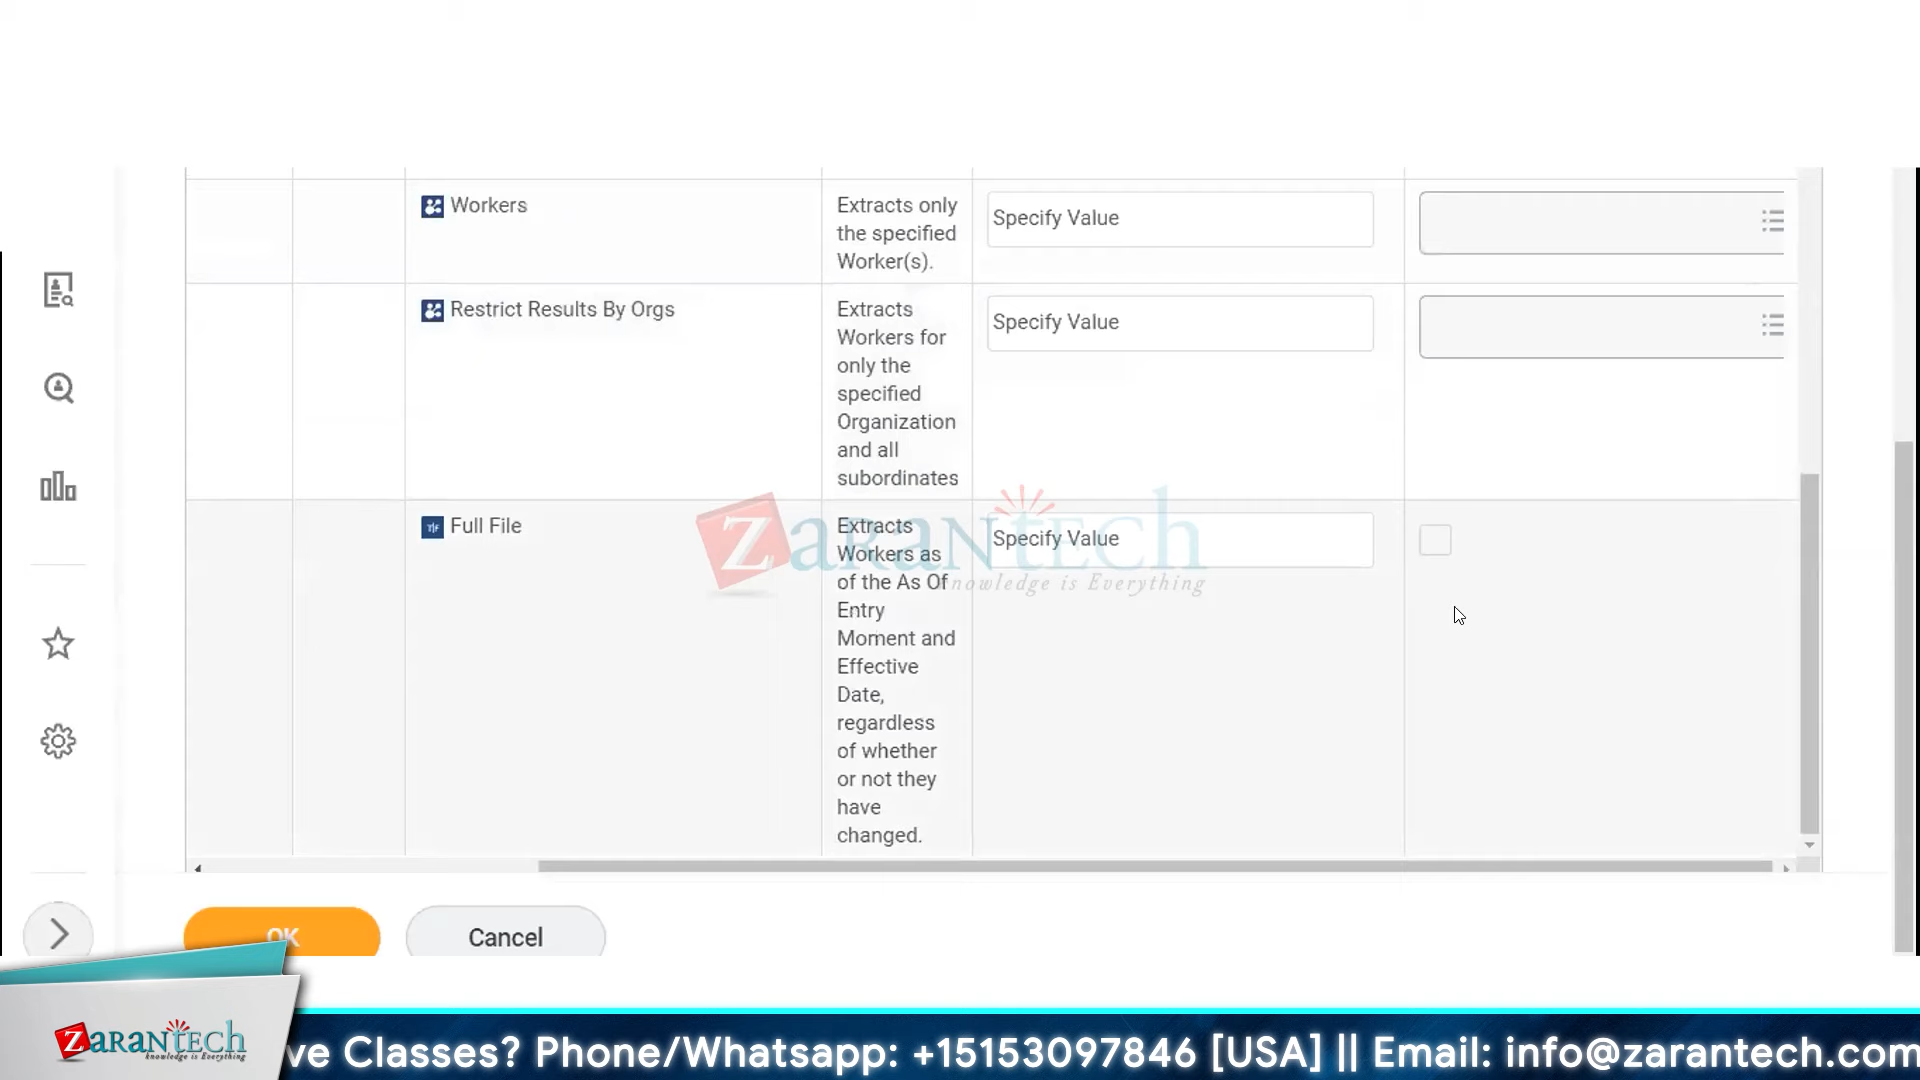 Workers
Extracts only
the specified
Worker(s).
Specify Value
Restrict Results By Orgs
Extracts
Workers for
only the
specified
Organization
and all
subordinates
Specify Value
Full File
Extracts
Workers as
of the As Of
Entry
Moment and
Effective
Date,
regardless
of whether
or not they
have
changed.
Specify Value
ZaranTech
knowledge is Everything
OK
Cancel
ZaranTech
knowledge is Everything
ve Classes? Phone/Whatsapp: +15153097846 [USA] || Email: info@zarantech.com